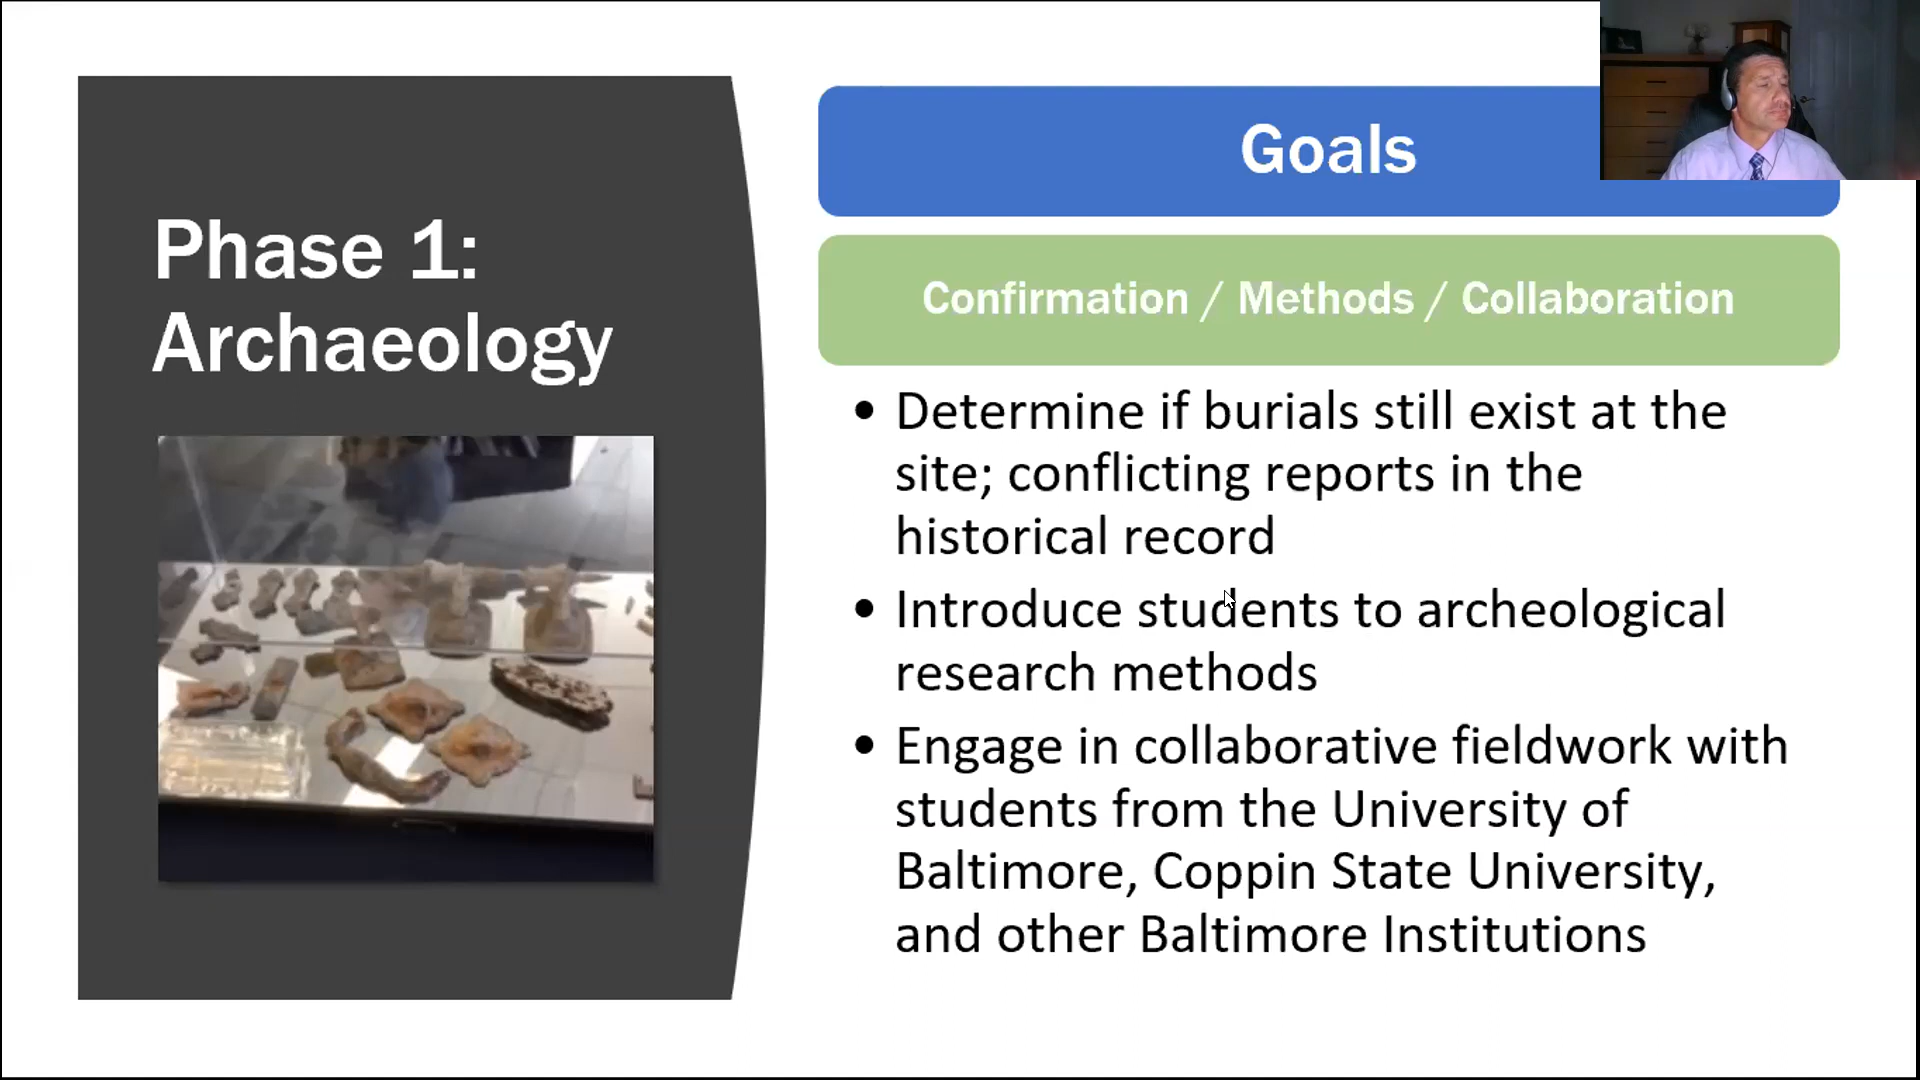 Phase 1:
Archaeology
Goals
Confirmation / Methods / Collaboration
• Determine if burials still exist at the
site; conflicting reports in the
historical record
• Introduce students to archeological
research methods
• Engage in collaborative fieldwork with
students from the University of
Baltimore, Coppin State University,
and other Baltimore Institutions